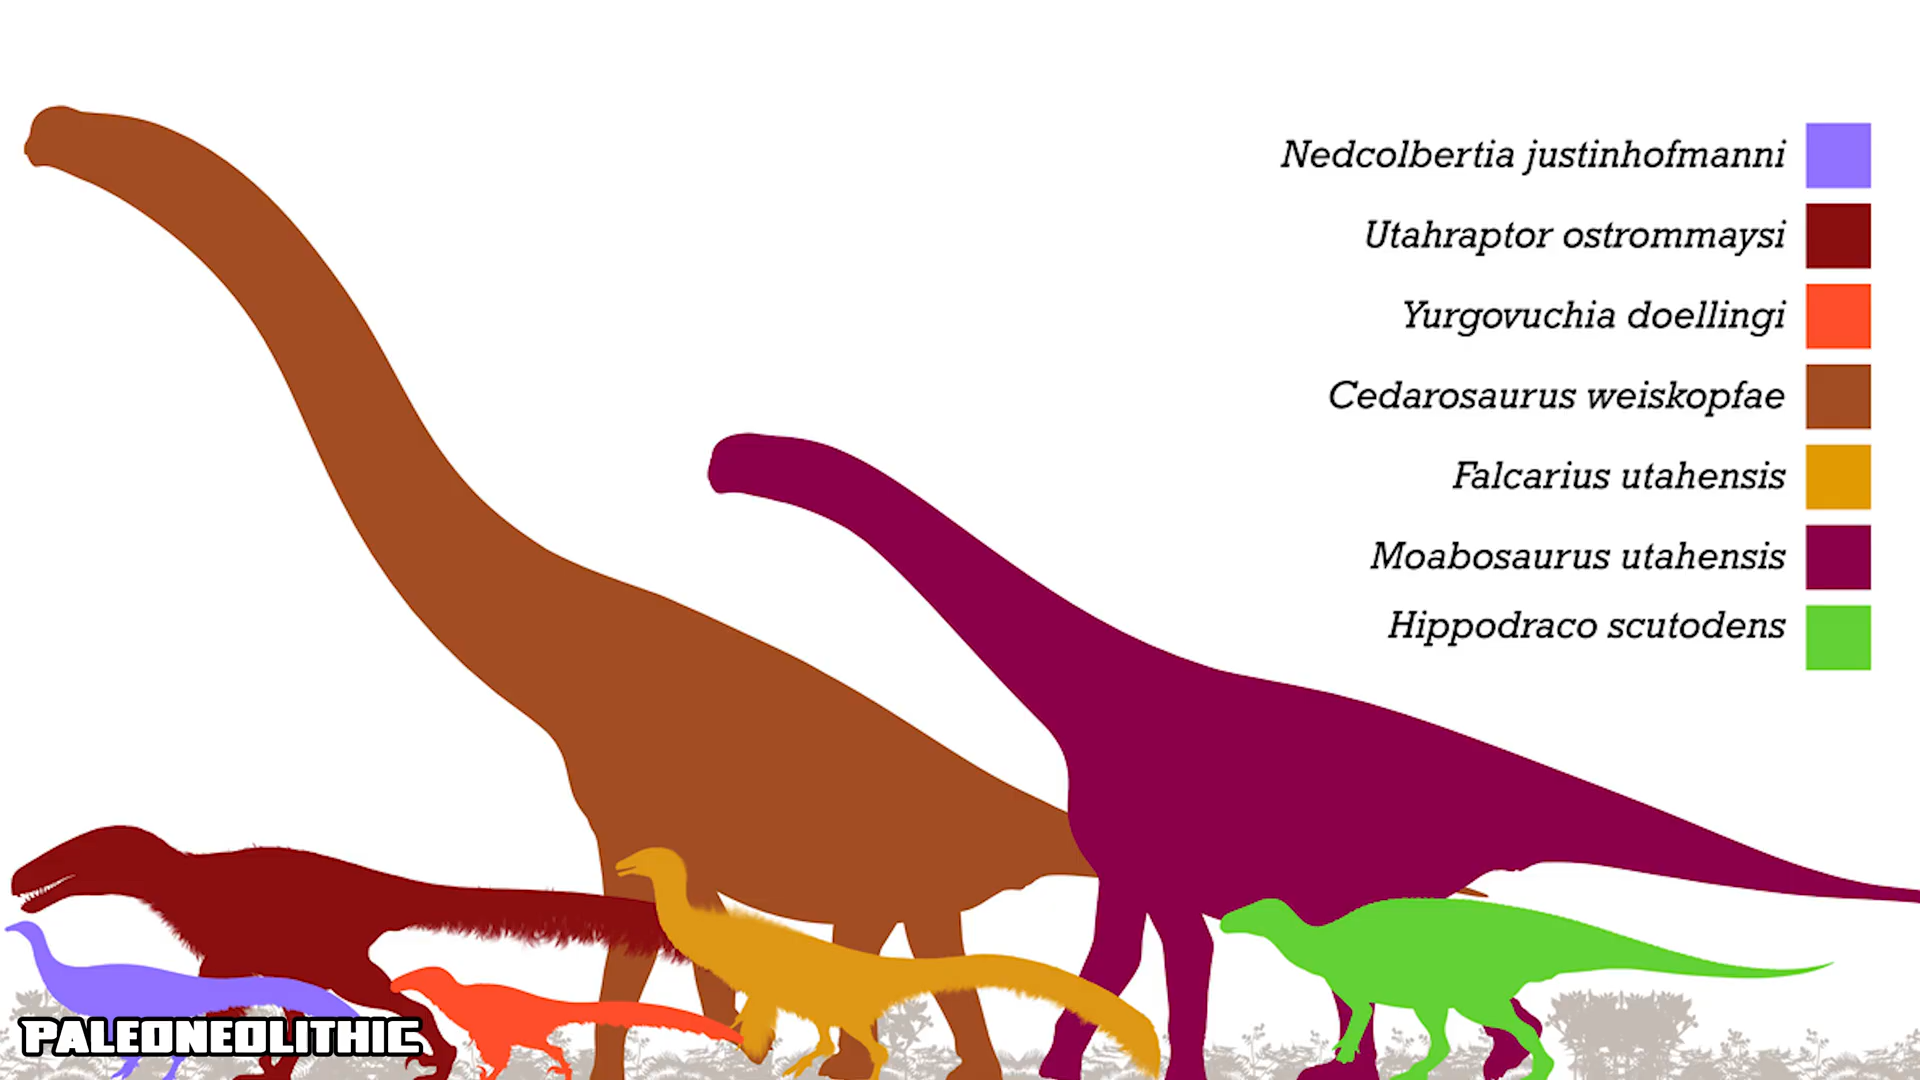 Nedcolbertia justinhofmanni
Utahraptor ostrommaysi
Yurgovuchia doellingi
Cedarosaurus weiskopfae
Falcarius utahensis
Moabosaurus utahensis
Hippodraco scutodens
PALEONEOLITHIC